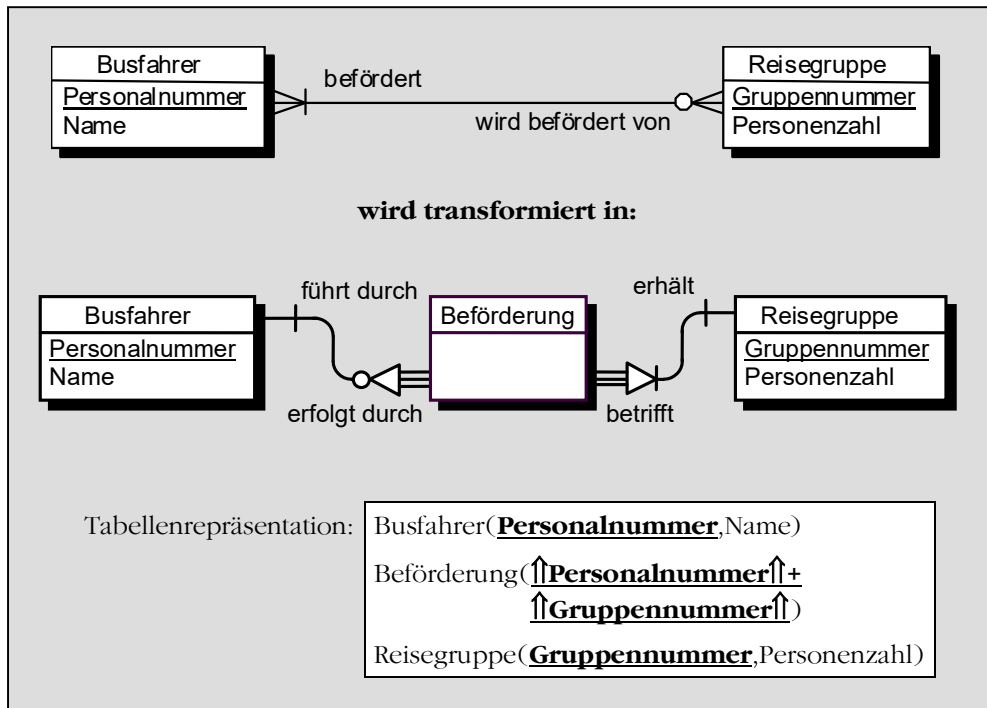 Busfahrer
Personalnummer
Name
befördert
wird befördert von
Reisegruppe
Gruppennummer
Personenzahl
wird transformiert in:
Busfahrer
Personalnummer
Name
führt durch
erfolgt durch
Beförderung
erhält
betrifft
Reisegruppe
Gruppennummer
Personenzahl
Tabellenrepräsentation:
Busfahrer(Personalnummer,Name)
Beförderung(⇑Personalnummer⇑+
⇑Gruppennummer⇑)
Reisegruppe(Gruppennummer,Personenzahl)